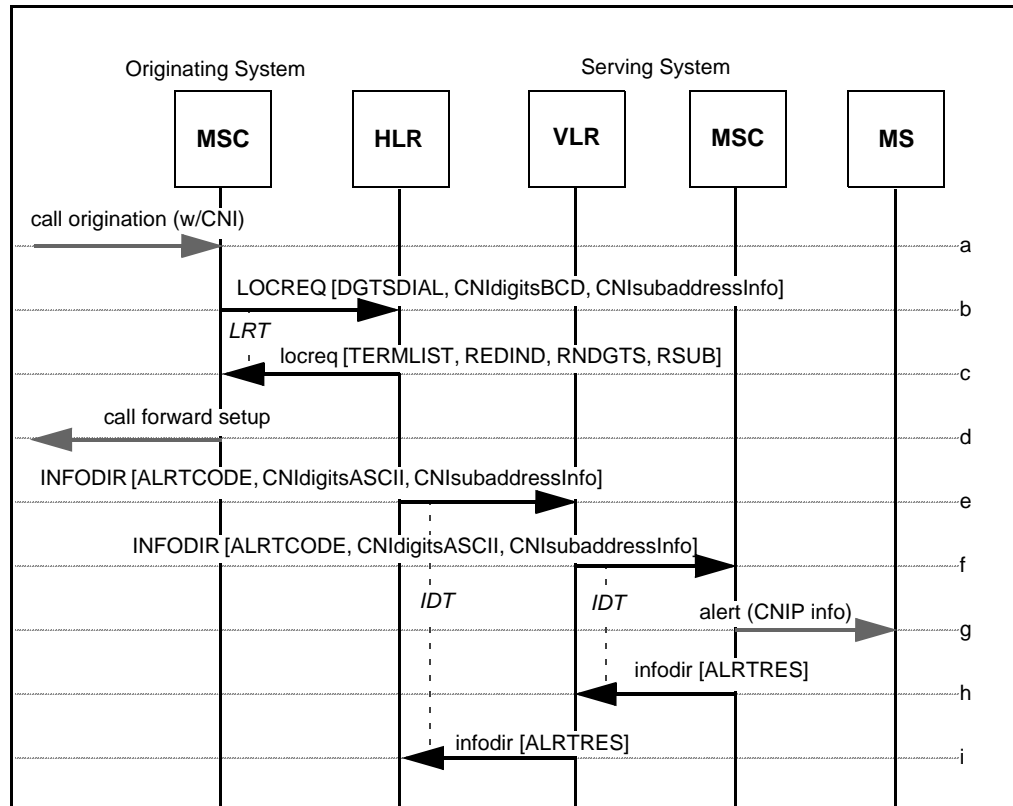 Originating System
Serving System
MSC
HLR
VLR
MSC
MS
call origination (w/CNI)
a
LOCREQ [DGTSDIAL, CNIdigitsBCD, CNIsubaddressInfo]
b
LRT
locreq [TERMLIST, REDIND, RNDGTS, RSUB]
c
call forward setup
d
INFODIR [ALRTCODE, CNIdigitsASCII, CNIsubaddressInfo]
e
INFODIR [ALRTCODE, CNIdigitsASCII, CNIsubaddressInfo]
f
IDT
IDT
alert (CNIP info)
g
infodir [ALRTRES]
h
infodir [ALRTRES]
i